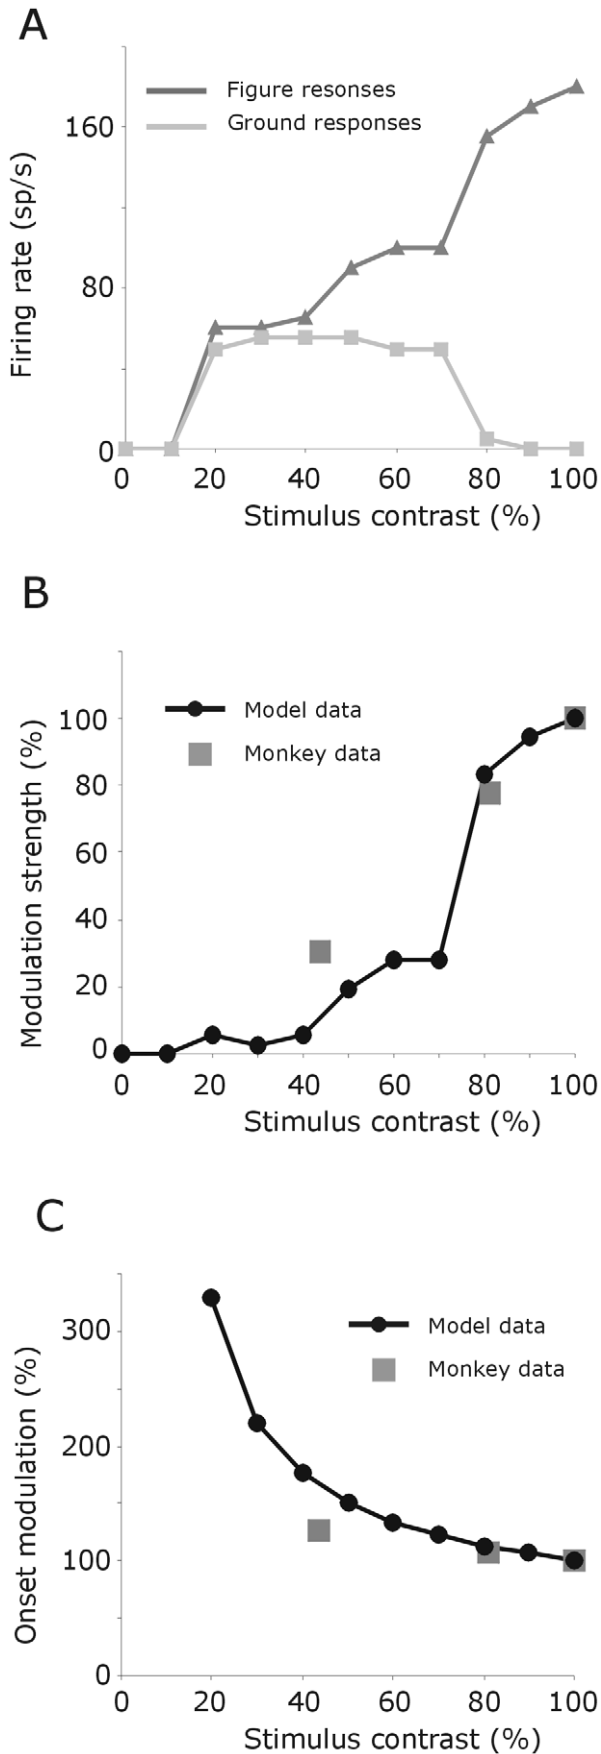 A
Figure resonses
Ground responses
160
80
0
Firing rate (sp/s)
0 20 40 60 80 100
Stimulus contrast (%)
B
Model data
Monkey data
100
80
60
40
20
0
Modulation strength (%)
0 20 40 60 80 100
Stimulus contrast (%)
C
Model data
Monkey data
300
200
100
0
Onset modulation (%)
0 20 40 60 80 100
Stimulus contrast (%)